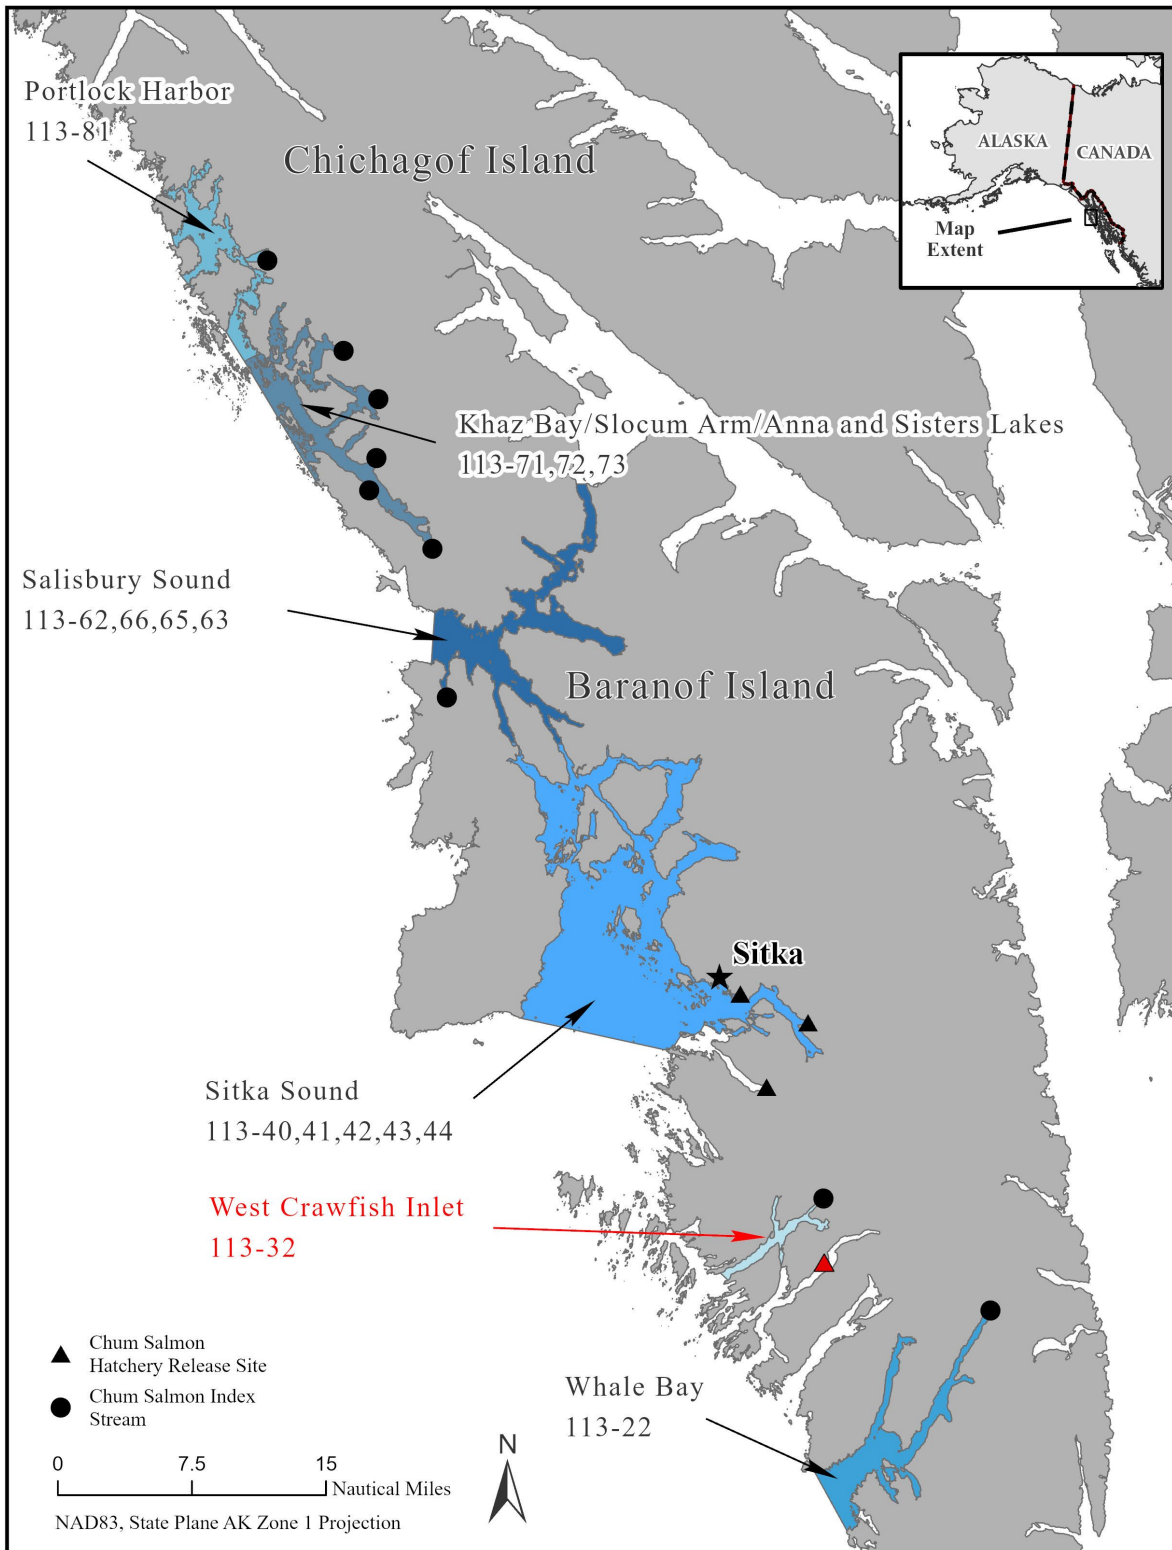 Portlock Harbor
113-81
Chichagof Island
ALASKA
CANADA
Map
Extent
Khaz Bay/Slocum Arm/Anna and Sisters Lakes
113-71,72,73
Salisbury Sound
113-62,66,65,63
Baranof Island
Sitka
Sitka Sound
113-40,41,42,43,44
West Crawfish Inlet
113-32
Whale Bay
113-22
Chum Salmon
Hatchery Release Site
Chum Salmon Index
Stream
0 7.5 15
Nautical Miles
N
NAD83, State Plane AK Zone 1 Projection